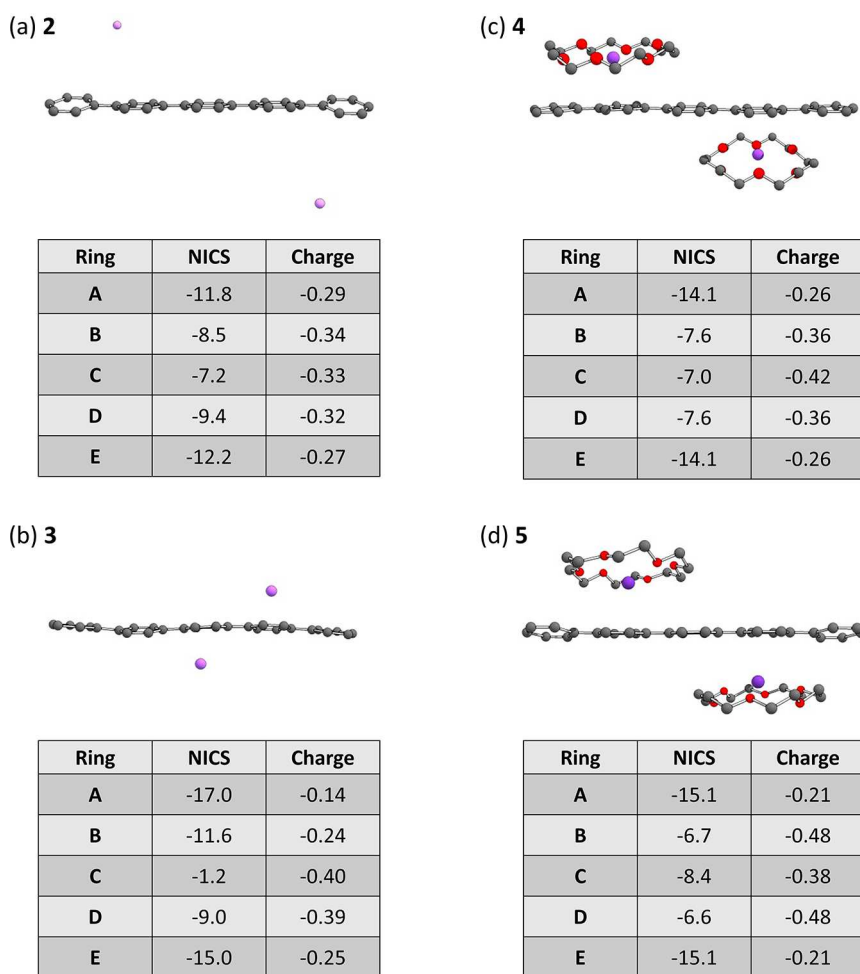 (a) 2
Ring NICS Charge
A -11.8 -0.29
B -8.5 -0.34
C -7.2 -0.33
D -9.4 -0.32
E -12.2 -0.27
(b) 3
Ring NICS Charge
A -17.0 -0.14
B -11.6 -0.24
C -1.2 -0.40
D -9.0 -0.39
E -15.0 -0.25
(c) 4
Ring NICS Charge
A -14.1 -0.26
B -7.6 -0.36
C -7.0 -0.42
D -7.6 -0.36
E -14.1 -0.26
(d) 5
Ring NICS Charge
A -15.1 -0.21
B -6.7 -0.48
C -8.4 -0.38
D -6.6 -0.48
E -15.1 -0.21